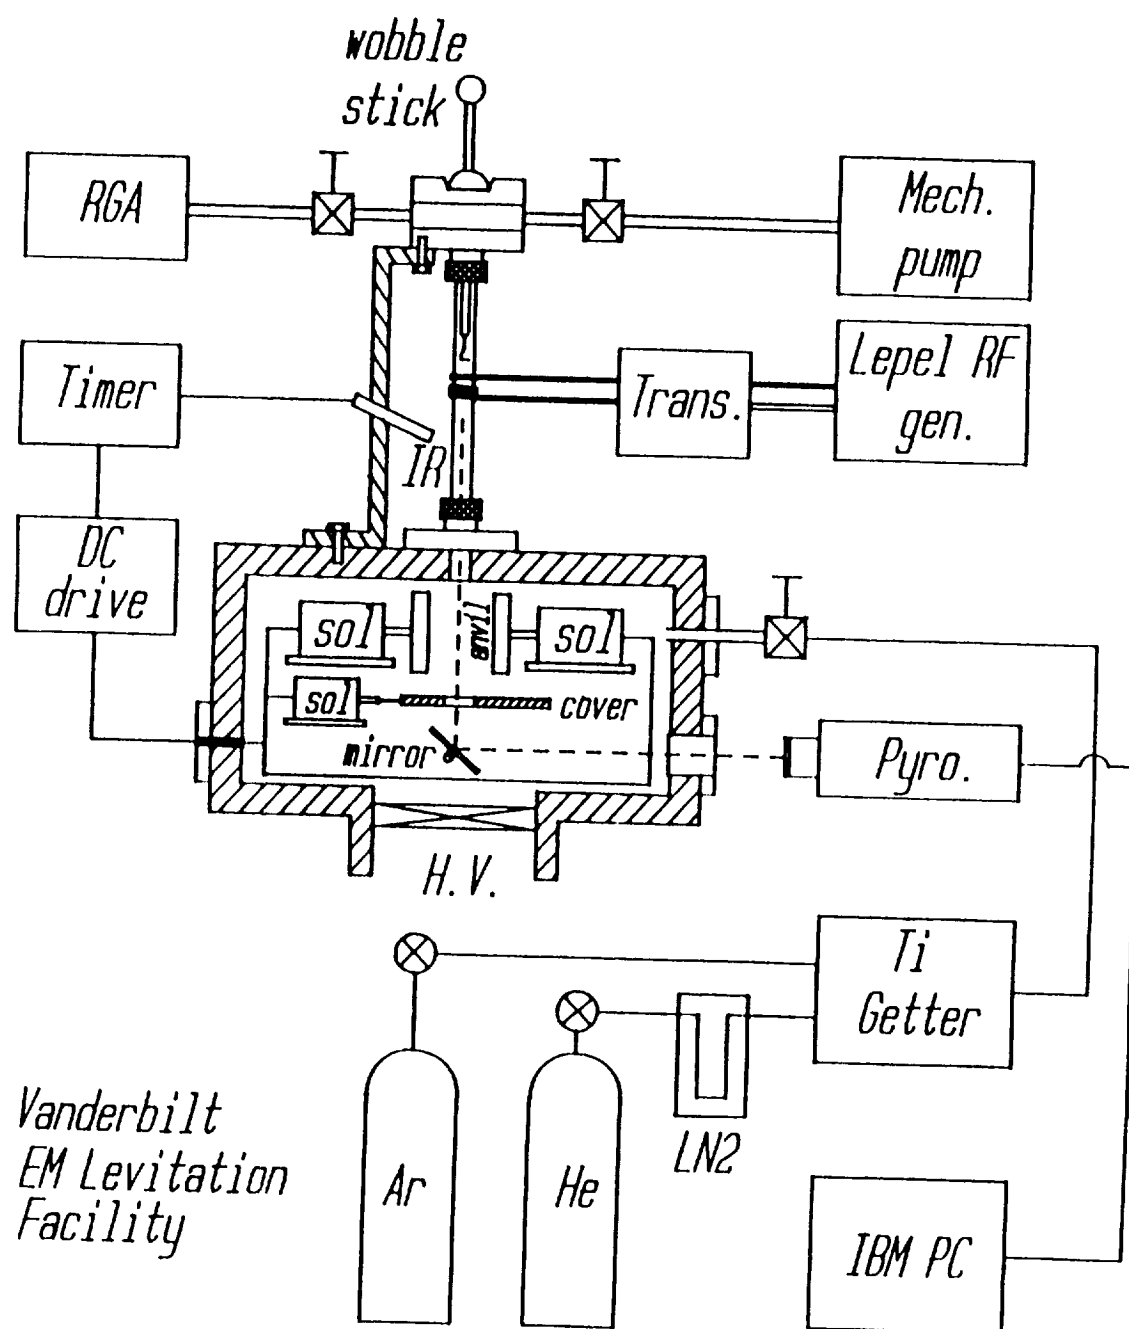 wobble
stick
RGA
Mech.
pump
Timer
IR
Trans.
Lepel RF
gen.
DC
drive
sol
anvil
sol
sol
cover
mirror
Pyro.
H.V.
Ti
Getter
LN2
Ar
He
Vanderbilt
EM Levitation
Facility
IBM PC